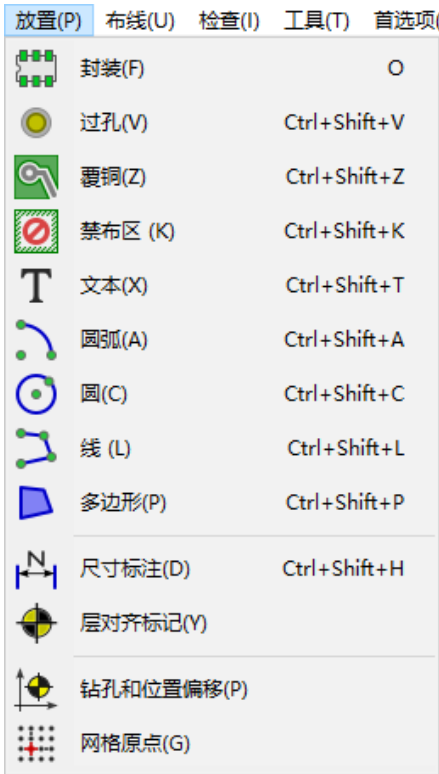 放置(P) 布线(U) 检查(I) 工具(T) 首选项(
封装(F) O
过孔(V) Ctrl+Shift+V
覆铜(Z) Ctrl+Shift+Z
禁布区 (K) Ctrl+Shift+K
T 文本(X) Ctrl+Shift+T
圆弧(A) Ctrl+Shift+A
圆(C) Ctrl+Shift+C
线 (L) Ctrl+Shift+L
多边形(P) Ctrl+Shift+P
N 尺寸标注(D) Ctrl+Shift+H
层对齐标记(Y)
钻孔和位置偏移(P)
网格原点(G)